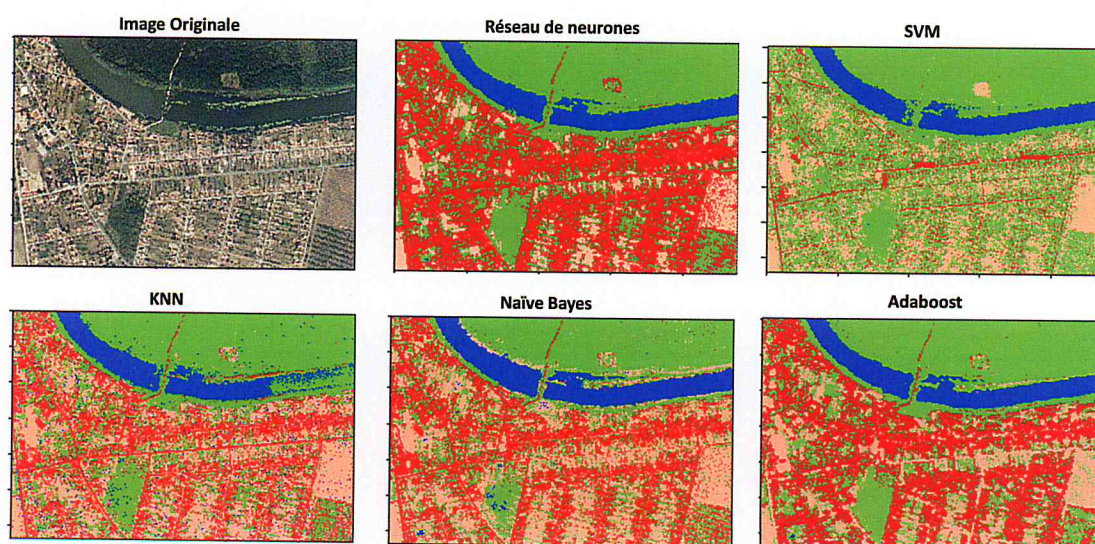 Image Originale
Réseau de neurones
SVM
KNN
Naïve Bayes
Adaboost